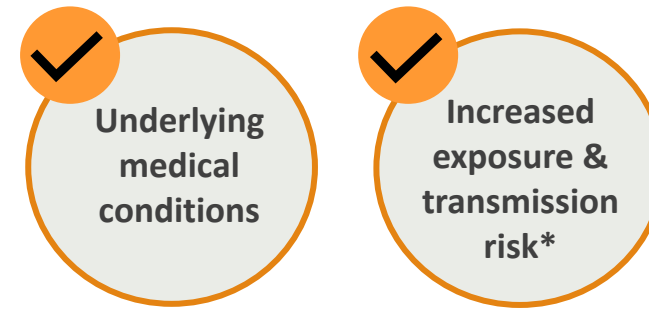 Underlying
medical
conditions
Increased
exposure &
transmission
risk*